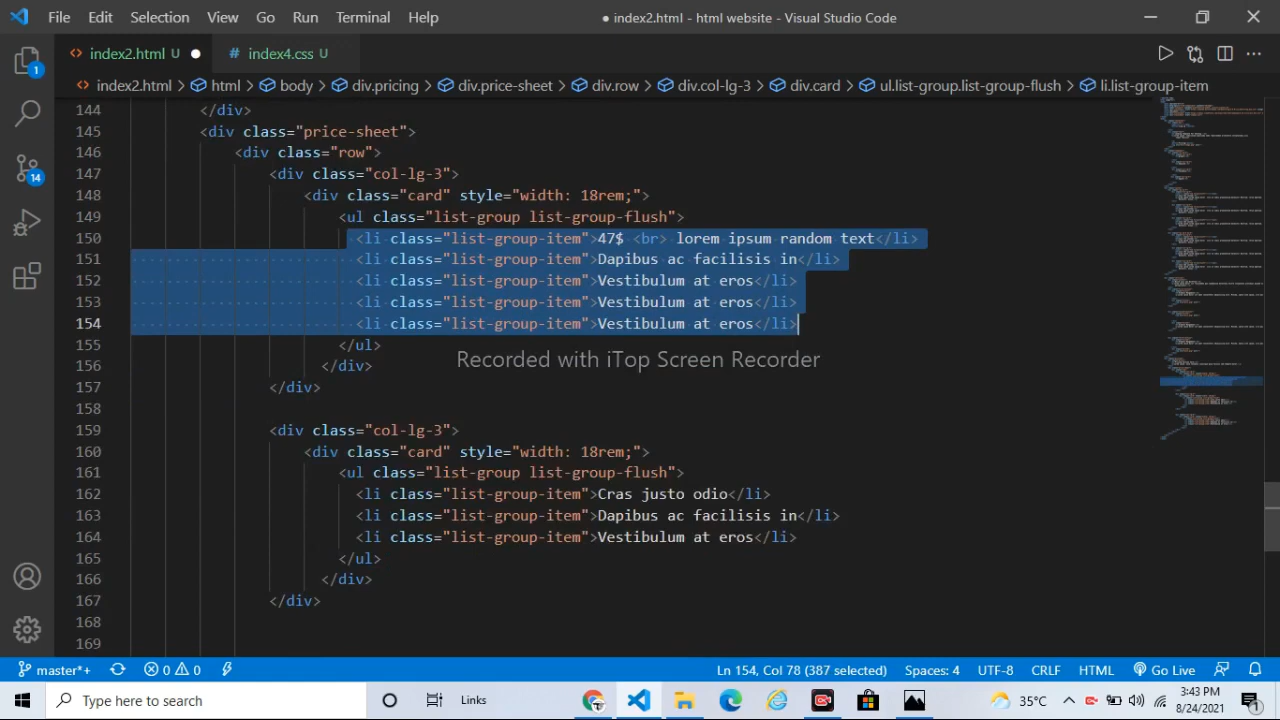 File Edit Selection View Go Run Terminal Help ● index2.html - html website - Visual Studio Code
<> index2.html U ● # index4.css U
<> index2.html > html > body > div.pricing > div.price-sheet > div.row > div.col-lg-3 > div.card > ul.list-group.list-group-flush > li.list-group-item
144 </div>
145 <div class="price-sheet">
146 <div class="row">
147 <div class="col-lg-3">
148 <div class="card" style="width: 18rem;">
149 <ul class="list-group list-group-flush">
150 <li class="list-group-item">47$ <br> lorem ipsum random text</li>
151 <li class="list-group-item">Dapibus ac facilisis in</li>
152 <li class="list-group-item">Vestibulum at eros</li>
153 <li class="list-group-item">Vestibulum at eros</li>
154 <li class="list-group-item">Vestibulum at eros</li>
155 </ul>
Recorded with iTop Screen Recorder
156 </div>
157 </div>
158
159 <div class="col-lg-3">
160 <div class="card" style="width: 18rem;">
161 <ul class="list-group list-group-flush">
162 <li class="list-group-item">Cras justo odio</li>
163 <li class="list-group-item">Dapibus ac facilisis in</li>
164 <li class="list-group-item">Vestibulum at eros</li>
165 </ul>
166 </div>
167 </div>
168
169
1
14
master*+ 0 0 Ln 154, Col 78 (387 selected) Spaces: 4 UTF-8 CRLF HTML Go Live
Type here to search Links 35°C 3:43 PM
8/24/2021 1